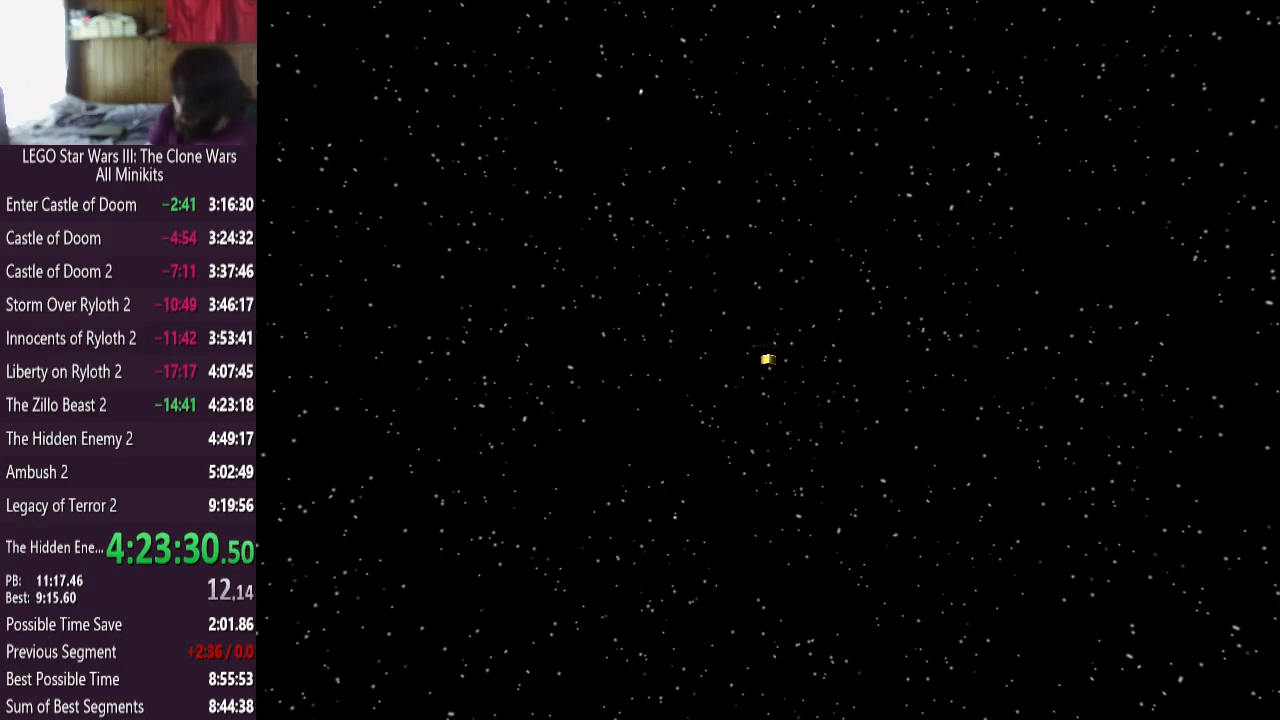 LEGO Star Wars III: The Clone Wars
All Minikits
Enter Castle of Doom −2:41 3:16:30
Castle of Doom −4:54 3:24:32
Castle of Doom 2 −7:11 3:37:46
Storm Over Ryloth 2 −10:49 3:46:17
Innocents of Ryloth 2 −11:42 3:53:41
Liberty on Ryloth 2 −17:17 4:07:45
The Zillo Beast 2 −14:41 4:23:18
The Hidden Enemy 2 4:49:17
Ambush 2 5:02:49
Legacy of Terror 2 9:19:56
The Hidden Ene... 4:23:30.50
PB: 11:17.46
Best: 9:15.60 12.14
Possible Time Save 2:01.86
Previous Segment +2:36 / 0.0
Best Possible Time 8:55:53
Sum of Best Segments 8:44:38